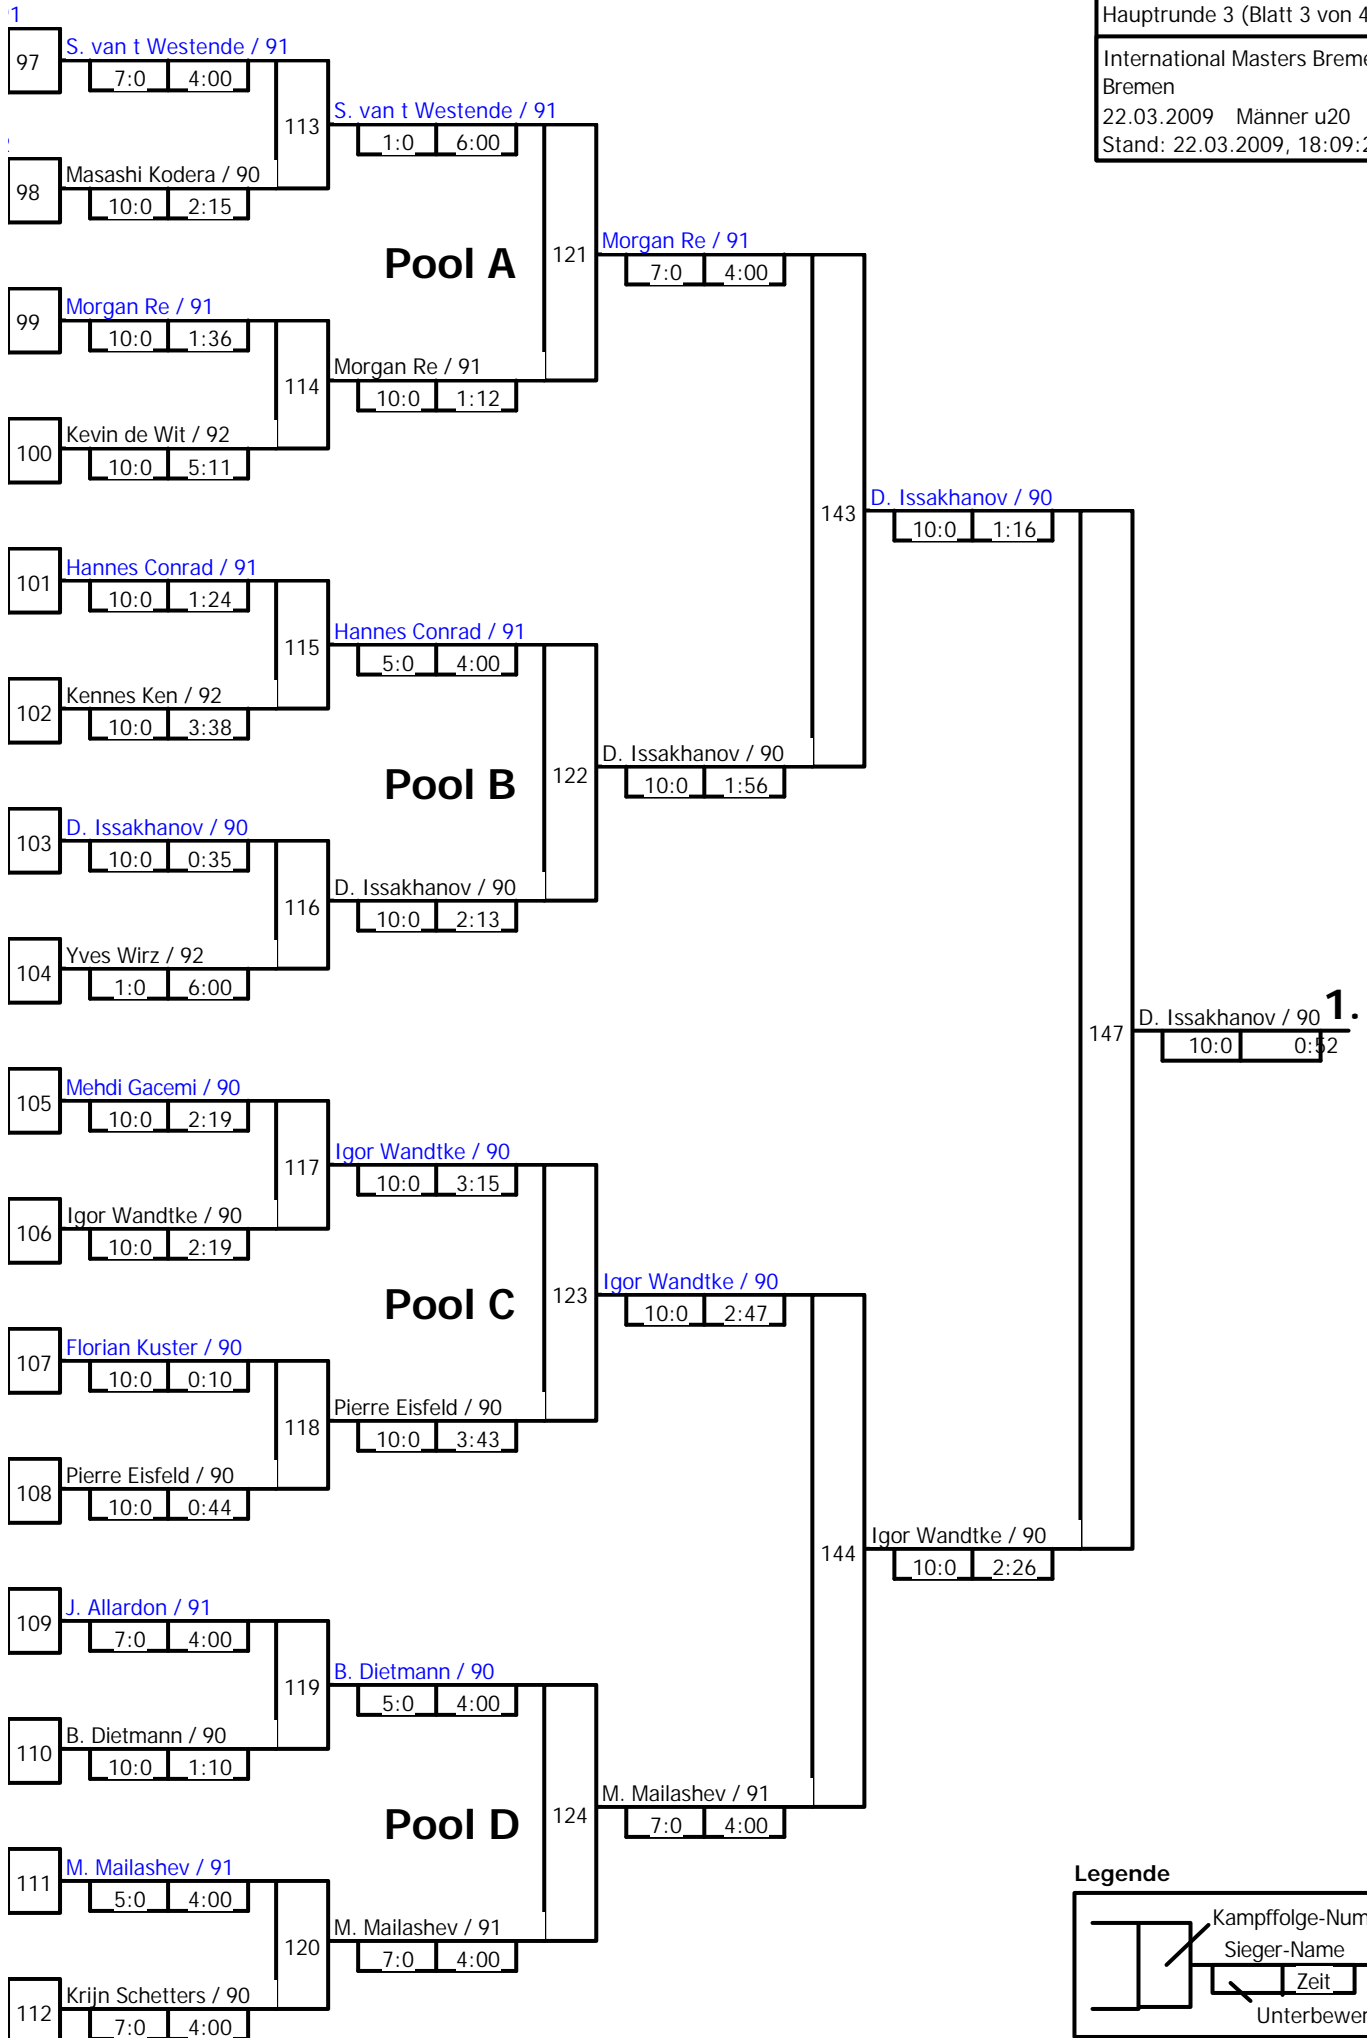 Hauptrunde 3 (Blatt 3 von 4
International Masters
Bremen
22.03.2009 Männer u20
Stand: 22.03.2009,
97
S. van t Westende / 91
7:0 4:00
113
S. van t Westende / 91
1:0 6:00
98
Masashi Kodera / 90
10:0 2:15
Pool A
121
Morgan Re / 91
7:0 4:00
99
Morgan Re / 91
10:0 1:36
114
Morgan Re / 91
10:0 1:12
100
Kevin de Wit / 92
10:0 5:11
143
D. Issakhanov / 90
10:0 1:16
101
Hannes Conrad / 91
10:0 1:24
115
Hannes Conrad / 91
5:0 4:00
102
Kennes Ken / 92
10:0 3:38
Pool B
122
D. Issakhanov / 90
10:0 1:56
103
D. Issakhanov / 90
10:0 0:35
116
D. Issakhanov / 90
10:0 2:13
104
Yves Wirz / 92
1:0 6:00
147
D. Issakhanov / 90 1.
10:0 0:52
105
Mehdi Gacemi / 90
10:0 2:19
117
Igor Wandtke / 90
10:0 3:15
106
Igor Wandtke / 90
10:0 2:19
Pool C
123
Igor Wandtke / 90
10:0 2:47
107
Florian Kuster / 90
10:0 0:10
118
Pierre Eisfeld / 90
10:0 3:43
108
Pierre Eisfeld / 90
10:0 0:44
144
Igor Wandtke / 90
10:0 2:26
109
J. Allardon / 91
7:0 4:00
119
B. Dietmann / 90
5:0 4:00
110
B. Dietmann / 90
10:0 1:10
Pool D
124
M. Mailashev / 91
7:0 4:00
111
M. Mailashev / 91
5:0 4:00
120
M. Mailashev / 91
7:0 4:00
112
Krijn Schetters / 90
7:0 4:00
Legende
Sieger-Name
Zeit